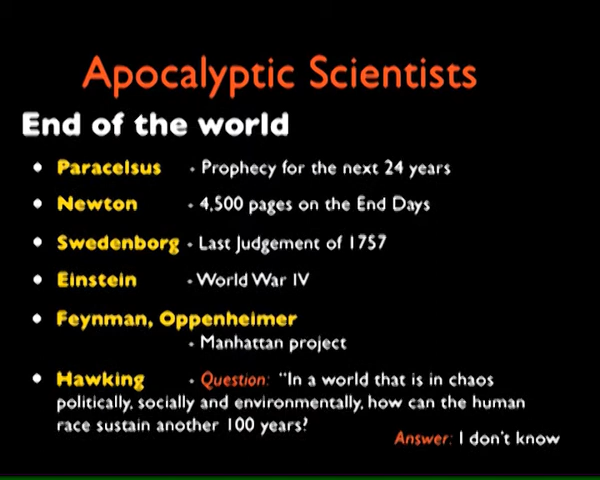 Apocalyptic Scientists
End of the world
• Paracelsus - Prophecy for the next 24 years
• Newton - 4,500 pages on the End Days
• Swedenborg - Last Judgement of 1757
• Einstein - World War IV
• Feynman, Oppenheimer
- Manhattan project
• Hawking - Question: "In a world that is in chaos
politically, socially and environmentally, how can the human
race sustain another 100 years?
Answer: I don't know